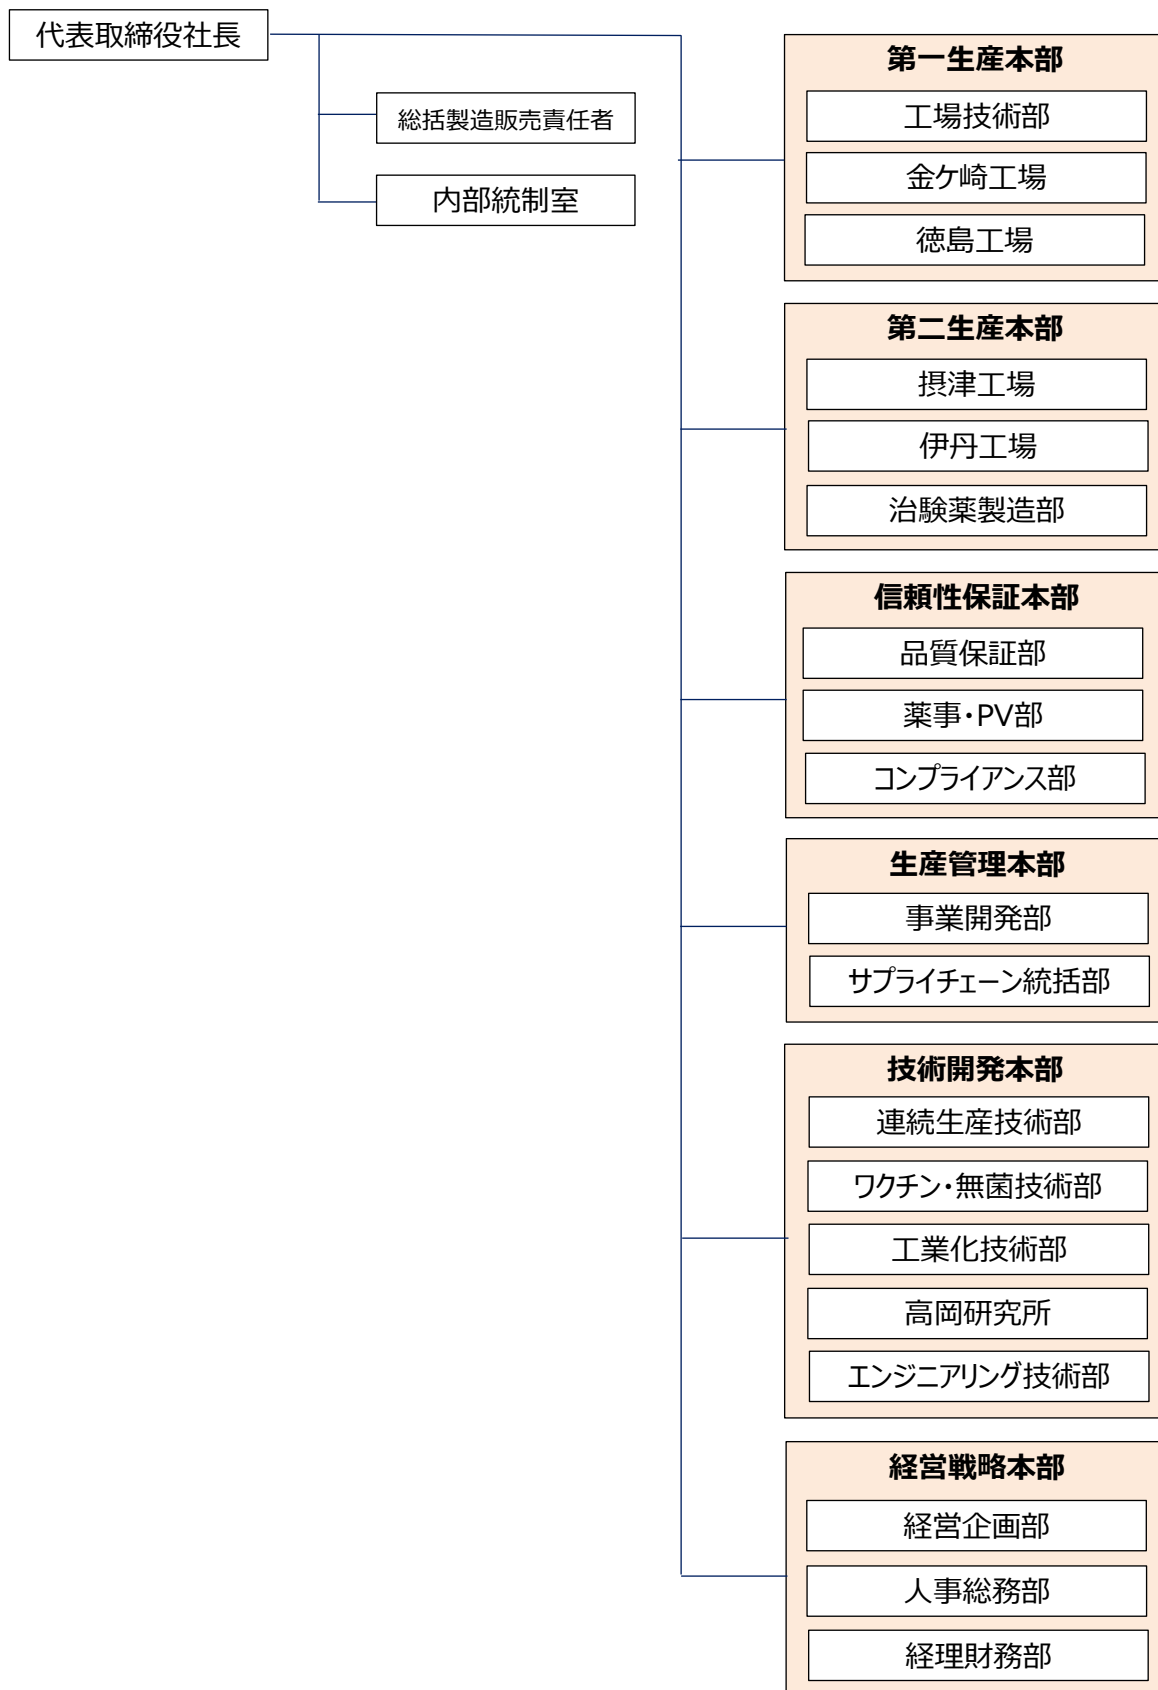 代表取締役社長
総括製造販売責任者
内部統制室
第一生産本部
工場技術部
金ケ崎工場
徳島工場
第二生産本部
摂津工場
伊丹工場
治験薬製造部
信頼性保証本部
品質保証部
薬事・PV部
コンプライアンス部
生産管理本部
事業開発部
サプライチェーン統括部
技術開発本部
連続生産技術部
ワクチン・無菌技術部
工業化技術部
高岡研究所
エンジニアリング技術部
経営戦略本部
経営企画部
人事総務部
経理財務部